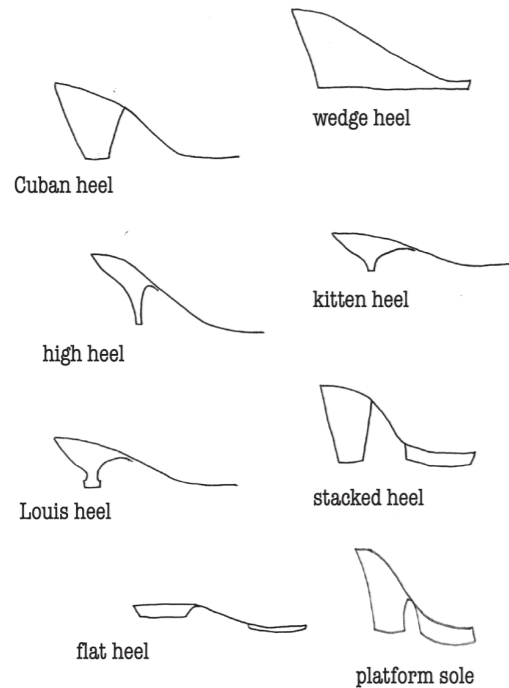 wedge heel
Cuban heel
kitten heel
high heel
stacked heel
Louis heel
flat heel
platform sole